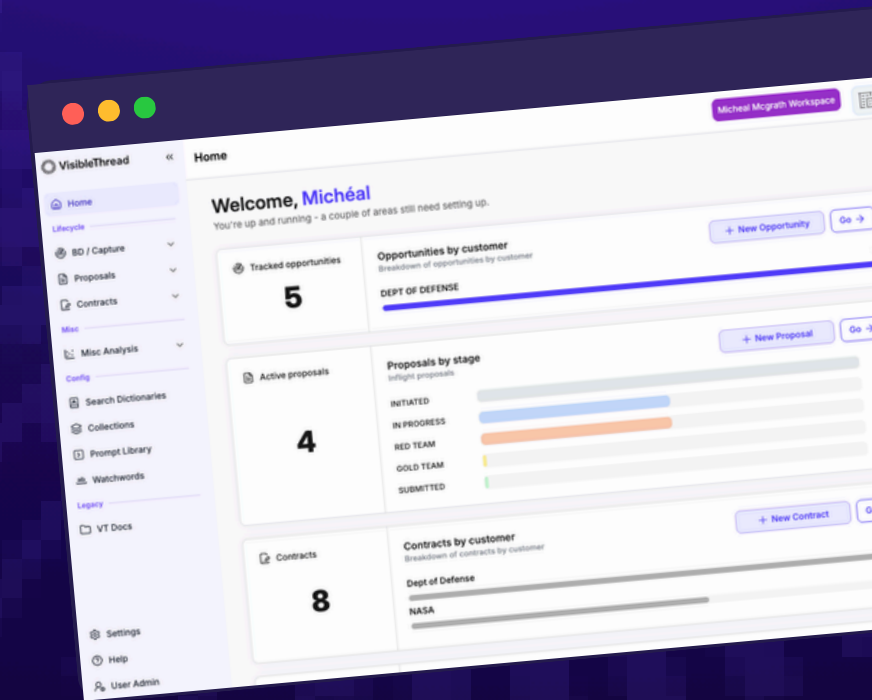 Micheal Mcgrath Workspace
VisibleThread
Home
Home
Lifecycle
BD / Capture
Proposals
Contracts
Misc
Misc Analysis
Config
Search Dictionaries
Collections
Prompt Library
Watchwords
Legacy
VT Docs
Settings
Help
User Admin
Welcome, Michéal
You're up and running - a couple of areas still need setting up.
Tracked opportunities
5
Opportunities by customer
Breakdown of opportunities by customer
+ New Opportunity
Go →
DEPT OF DEFENSE
Active proposals
4
Proposals by stage
Inflight proposals
+ New Proposal
Go →
INITIATED
IN PROGRESS
RED TEAM
GOLD TEAM
SUBMITTED
Contracts
8
Contracts by customer
Breakdown of contracts by customer
+ New Contract
Dept of Defense
NASA